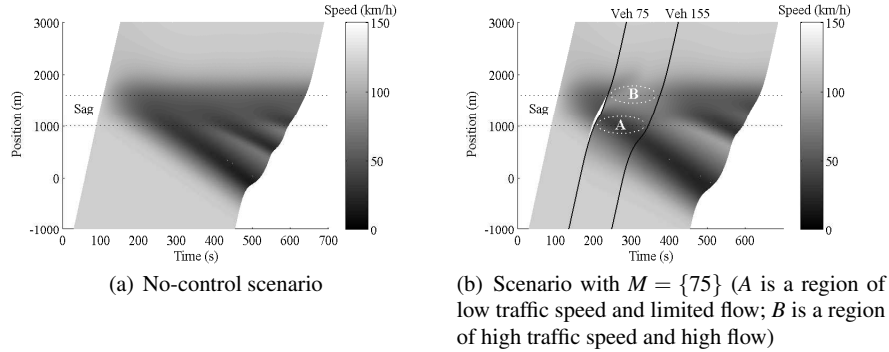 Speed (km/h)
3000
2000
1000
0
-1000
Position (m)
Sag
0
100
200
300
400
500
600
700
Time (s)
150
100
50
0
(a) No-control scenario
Veh 75
Veh 155
Speed (km/h)
3000
2000
1000
0
-1000
Position (m)
Sag
B
A
0
100
200
300
400
500
600
Time (s)
150
100
50
0
(b) Scenario with M = {75} (A is a region of
low traffic speed and limited flow; B is a region
of high traffic speed and high flow)